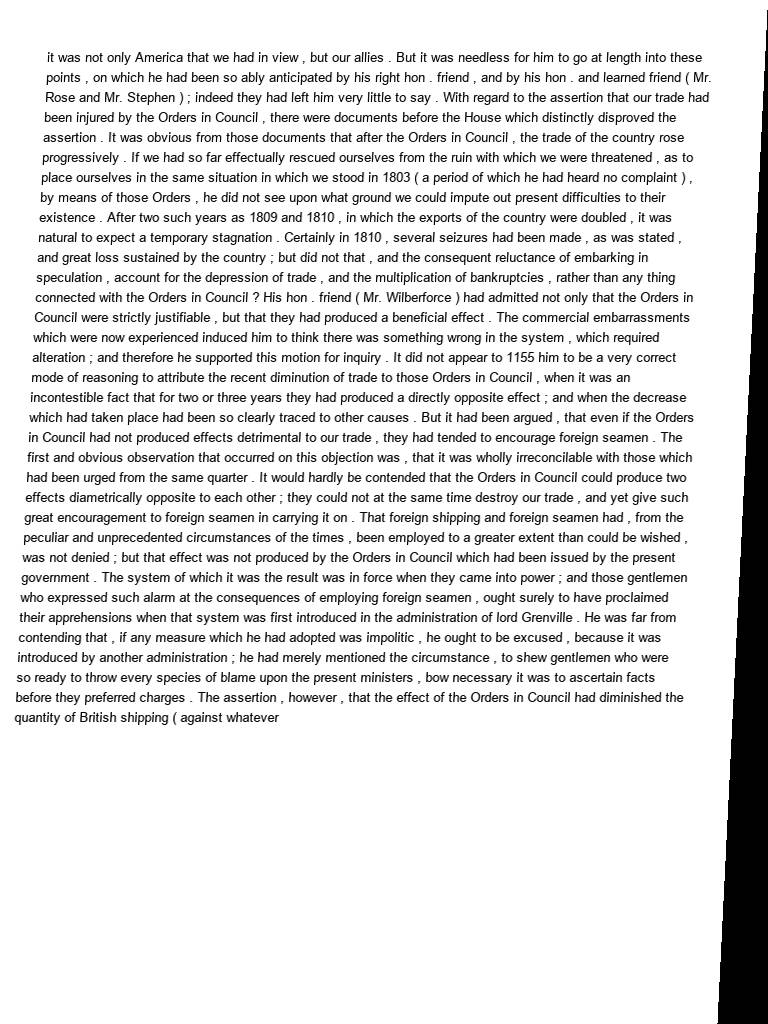 it was not only America that we had in view , but our allies . But it was needless for him to go at length into these
points , on which he had been so ably anticipated by his right hon . friend , and by his hon . and learned friend ( Mr.
Rose and Mr. Stephen ) ; indeed they had left him very little to say . With regard to the assertion that our trade had
been injured by the Orders in Council , there were documents before the House which distinctly disproved the
assertion . It was obvious from those documents that after the Orders in Council , the trade of the country rose
progressively . If we had so far effectually rescued ourselves from the ruin with which we were threatened , as to
place ourselves in the same situation in which we stood in 1803 ( a period of which he had heard no complaint ) ,
by means of those Orders , he did not see upon what ground we could impute out present difficulties to their
existence . After two such years as 1809 and 1810 , in which the exports of the country were doubled , it was
natural to expect a temporary stagnation . Certainly in 1810 , several seizures had been made , as was stated ,
and great loss sustained by the country ; but did not that , and the consequent reluctance of embarking in
speculation , account for the depression of trade , and the multiplication of bankruptcies , rather than any thing
connected with the Orders in Council ? His hon . friend ( Mr. Wilberforce ) had admitted not only that the Orders in
Council were strictly justifiable , but that they had produced a beneficial effect . The commercial embarrassments
which were now experienced induced him to think there was something wrong in the system , which required
alteration ; and therefore he supported this motion for inquiry . It did not appear to 1155 him to be a very correct
mode of reasoning to attribute the recent diminution of trade to those Orders in Council , when it was an
incontestible fact that for two or three years they had produced a directly opposite effect ; and when the decrease
which had taken place had been so clearly traced to other causes . But it had been argued , that even if the Orders
in Council had not produced effects detrimental to our trade , they had tended to encourage foreign seamen . The
first and obvious observation that occurred on this objection was , that it was wholly irreconcilable with those which
had been urged from the same quarter . It would hardly be contended that the Orders in Council could produce two
effects diametrically opposite to each other ; they could not at the same time destroy our trade , and yet give such
great encouragement to foreign seamen in carrying it on . That foreign shipping and foreign seamen had , from the
peculiar and unprecedented circumstances of the times , been employed to a greater extent than could be wished ,
was not denied ; but that effect was not produced by the Orders in Council which had been issued by the present
government . The system of which it was the result was in force when they came into power ; and those gentlemen
who expressed such alarm at the consequences of employing foreign seamen , ought surely to have proclaimed
their apprehensions when that system was first introduced in the administration of lord Grenville . He was far from
contending that , if any measure which he had adopted was impolitic , he ought to be excused , because it was
introduced by another administration ; he had merely mentioned the circumstance , to shew gentlemen who were
so ready to throw every species of blame upon the present ministers , bow necessary it was to ascertain facts
before they preferred charges . The assertion , however , that the effect of the Orders in Council had diminished the
quantity of British shipping ( against whatever